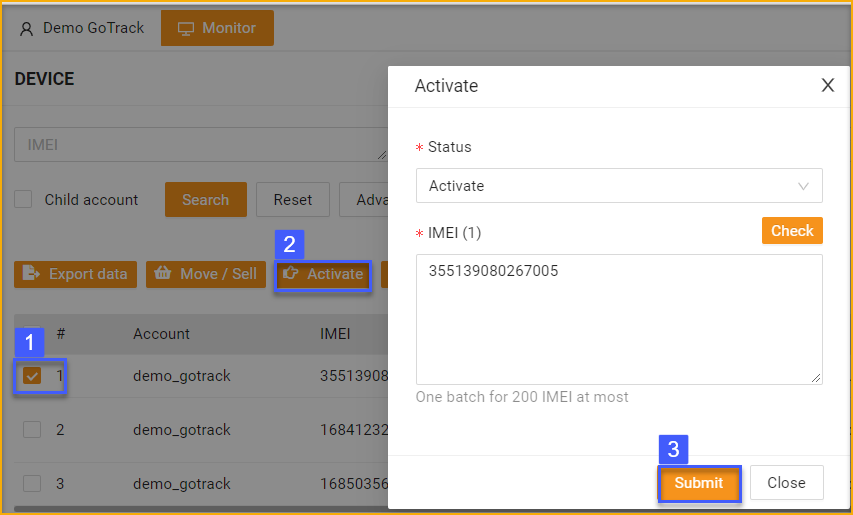 Demo GoTrack
Monitor
DEVICE
IMEI
Child account
Search
Reset
2
Export data
Move / Sell
Activate
1
#
Account
IMEI
1
demo_gotrack
35513908
2
demo_gotrack
16841232
3
demo_gotrack
16850356
Activate
X
* Status
Activate
* IMEI (1)
Check
355139080267005
One batch for 200 IMEI at most
3
Submit
Close